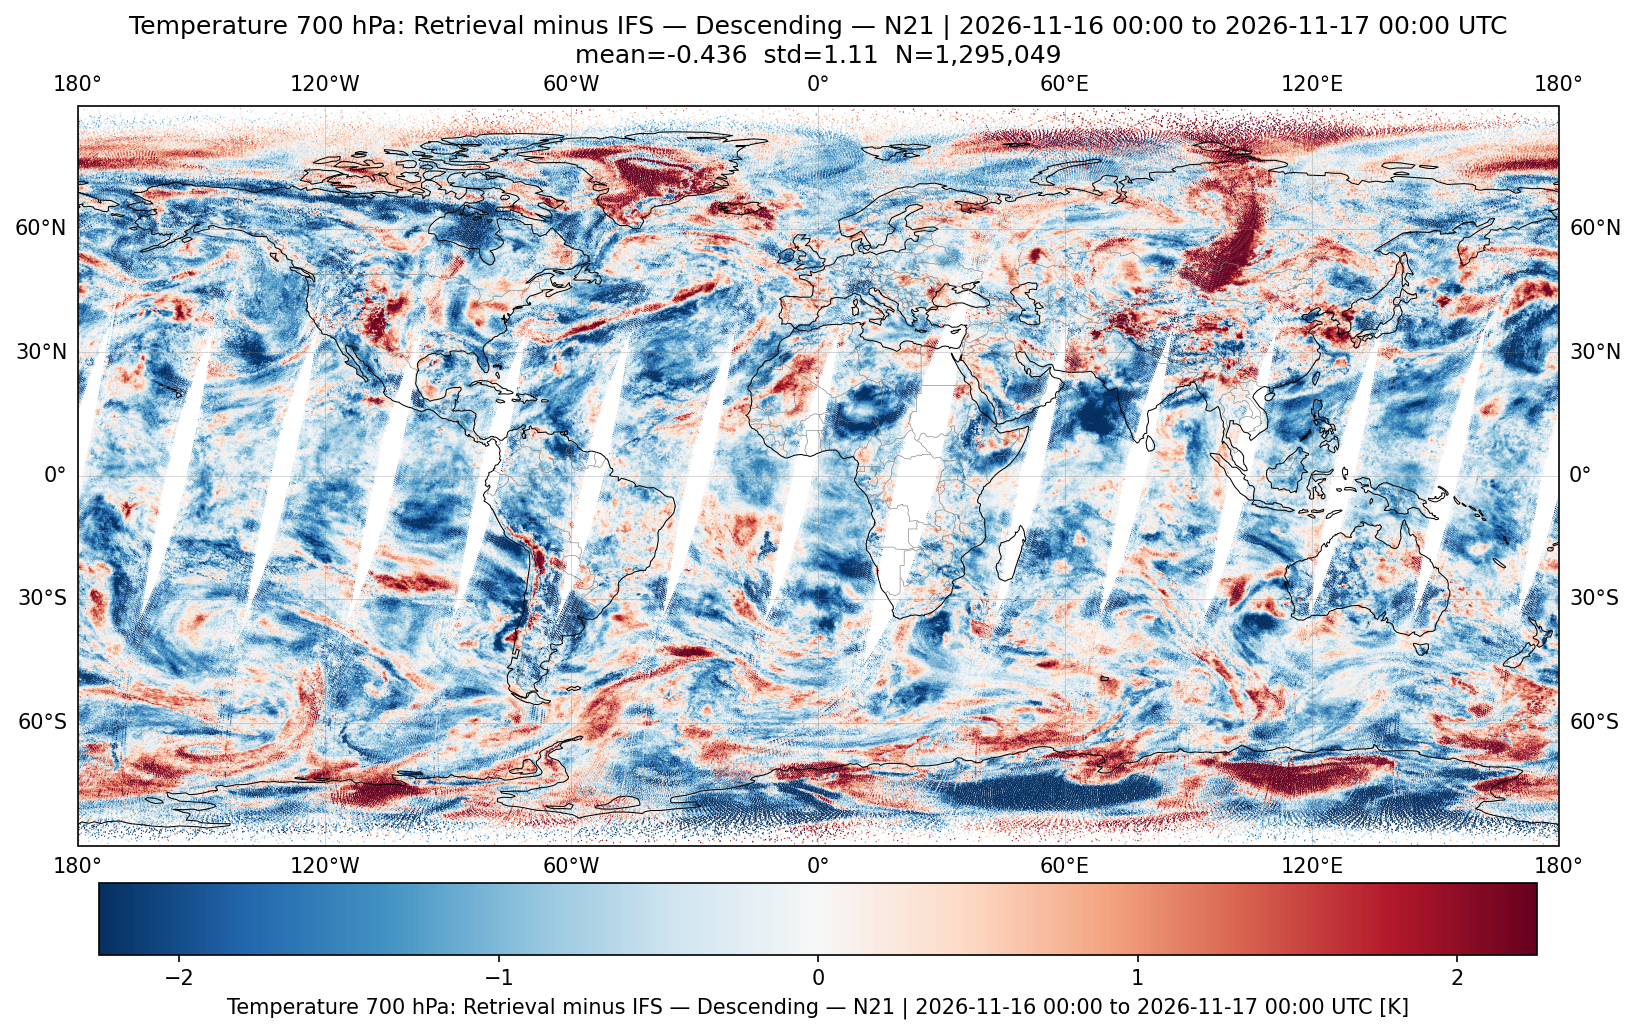 Temperature 700 hPa: Retrieval minus IFS — Descending — N21 | 2026-11-16 00:00 to 2026-11-17 00:00 UTC
mean=-0.436  std=1.11  N=1,295,049
180° 120°W 60°W 0° 60°E 120°E 180°
60°N 60°N
30°N 30°N
0° 0°
30°S 30°S
60°S 60°S
180° 120°W 60°W 0° 60°E 120°E 180°
−2 −1 0 1 2
Temperature 700 hPa: Retrieval minus IFS — Descending — N21 | 2026-11-16 00:00 to 2026-11-17 00:00 UTC [K]